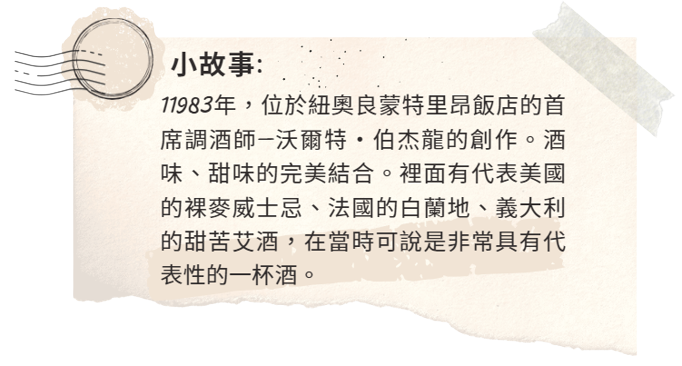 小故事:
11983年，位於紐奧良蒙特里昂飯店的首
席調酒師—沃爾特・伯杰龍的創作。酒
味、甜味的完美結合。裡面有代表美國
的裸麥威士忌、法國的白蘭地、義大利
的甜苦艾酒，在當時可說是非常具有代
表性的一杯酒。